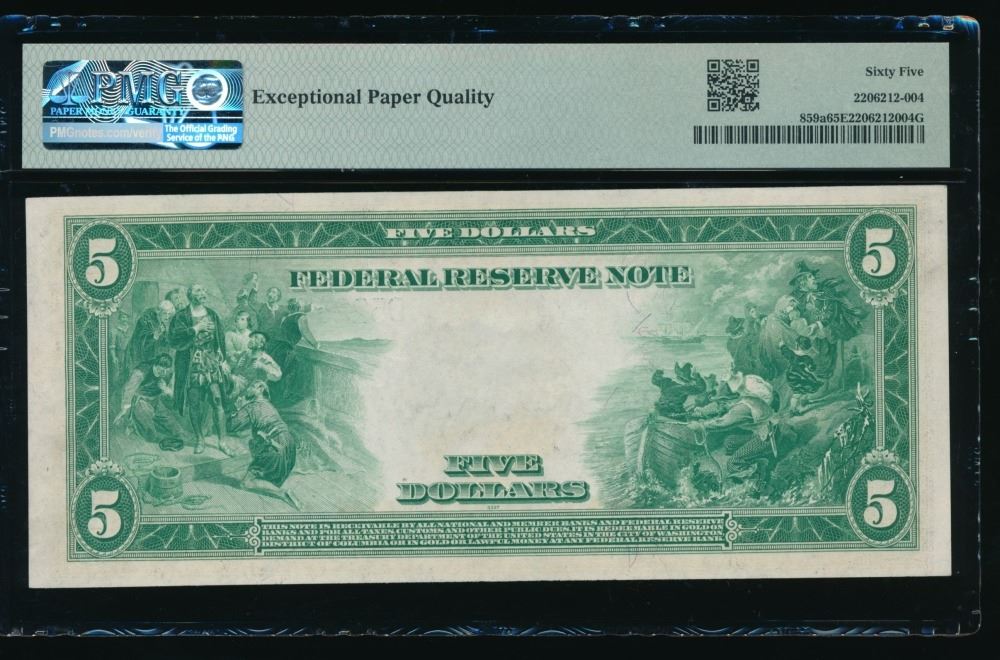 PMG
PAPER MONEY GUARANTY
PMGnotes.com/verify
The Official Grading
Service of the PNG
Exceptional Paper Quality
Sixty Five
2206212-004
859a65E2206212004G
5
FIVE DOLLARS
5
FEDERAL RESERVE NOTE
FIVE
DOLLARS
5
5
THIS NOTE IS RECEIVABLE BY ALL NATIONAL AND MEMBER BANKS AND FEDERAL RESERVE
BANKS AND FOR ALL TAXES, CUSTOMS AND OTHER PUBLIC DUES. IT IS REDEEMABLE IN GOLD ON
DEMAND AT THE TREASURY DEPARTMENT OF THE UNITED STATES IN THE CITY OF WASHINGTON,
DISTRICT OF COLUMBIA OR IN GOLD OR LAWFUL MONEY AT ANY FEDERAL RESERVE BANK.